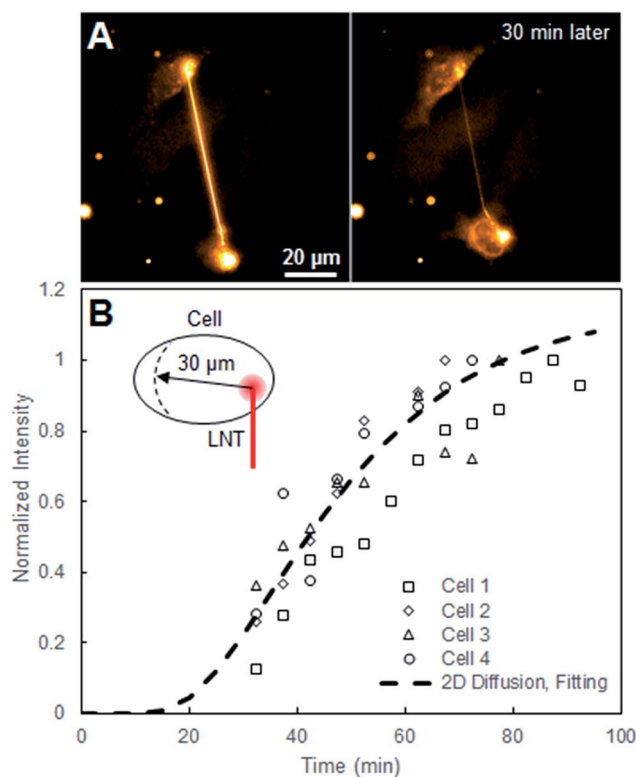 A
30 min later
20 µm
B
Cell
30 µm
LNT
Normalized Intensity
1.2
1
0.8
0.6
0.4
0.2
0
Cell 1
Cell 2
Cell 3
Cell 4
2D Diffusion, Fitting
0 20 40 60 80 100
Time (min)